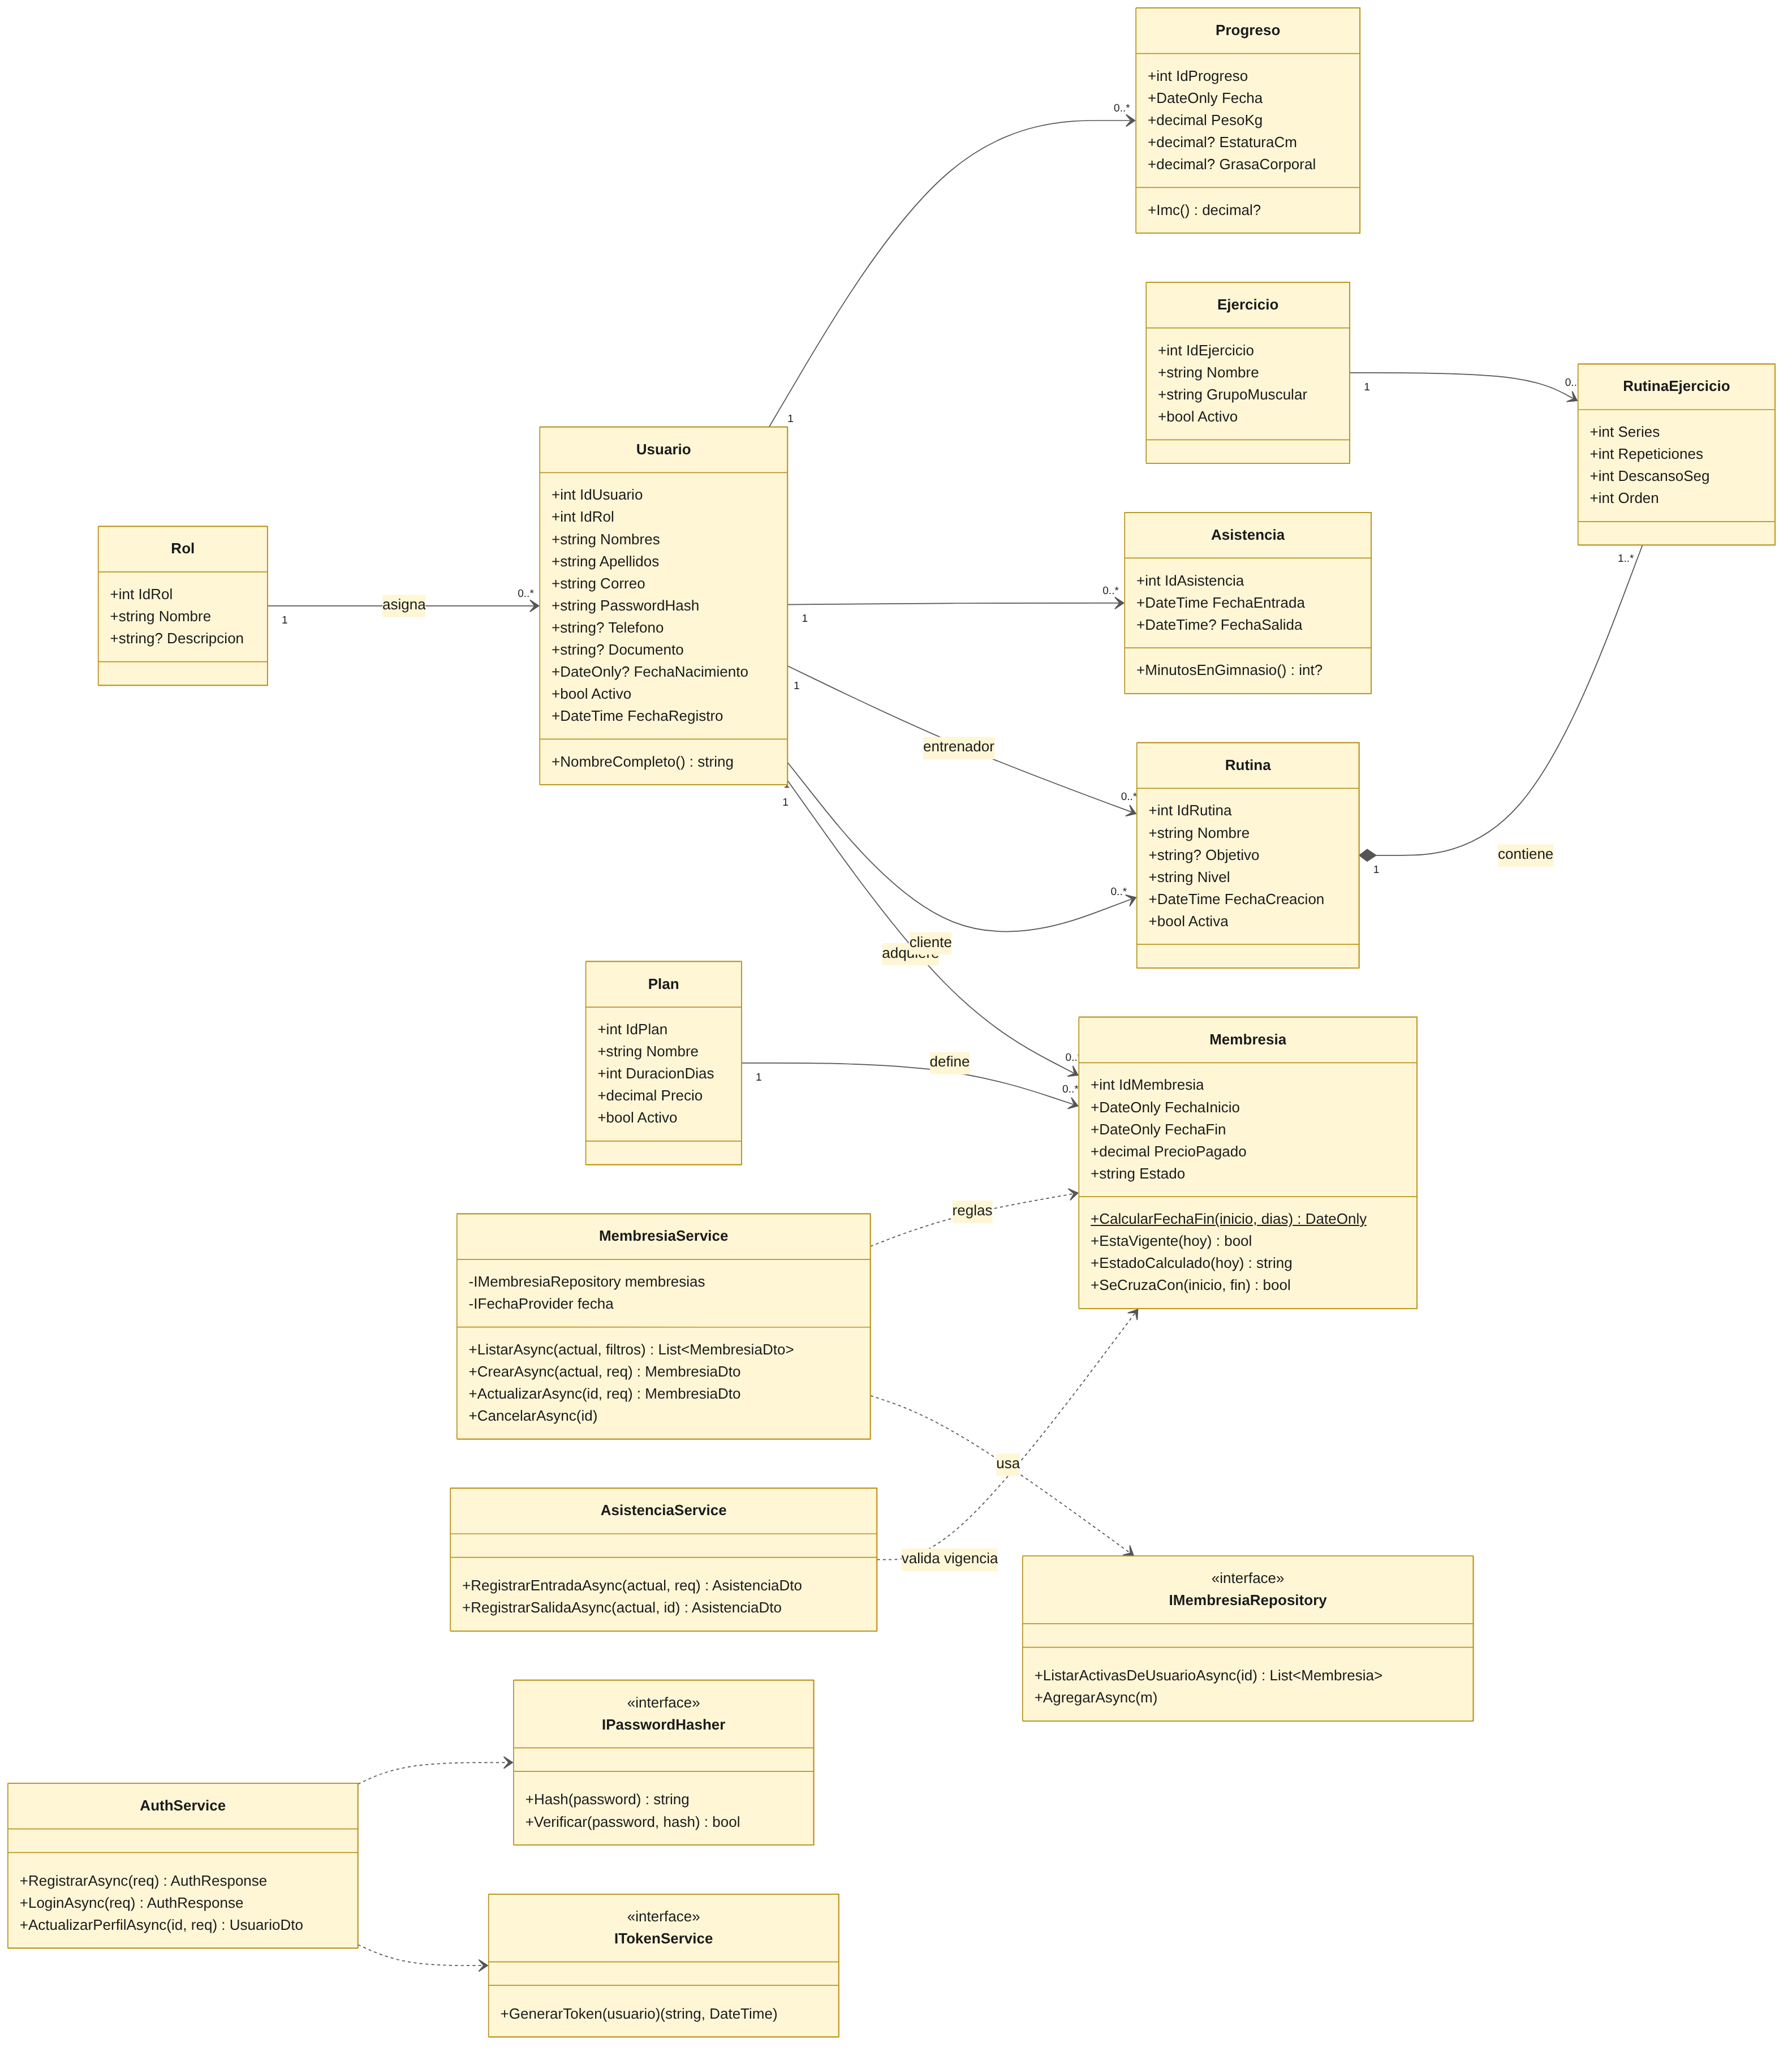 Progreso
+int IdProgreso
+DateOnly Fecha
+decimal PesoKg
+decimal? EstaturaCm
+decimal? GrasaCorporal
+Imc() : decimal?
0..*
1
Ejercicio
+int IdEjercicio
+string Nombre
+string GrupoMuscular
+bool Activo
1
0..
RutinaEjercicio
+int Series
+int Repeticiones
+int DescansoSeg
+int Orden
1..*
Usuario
+int IdUsuario
+int IdRol
+string Nombres
+string Apellidos
+string Correo
+string PasswordHash
+string? Telefono
+string? Documento
+DateOnly? FechaNacimiento
+bool Activo
+DateTime FechaRegistro
+NombreCompleto() : string
Rol
+int IdRol
+string Nombre
+string? Descripcion
1
asigna
0..*
Asistencia
+int IdAsistencia
+DateTime FechaEntrada
+DateTime? FechaSalida
+MinutosEnGimnasio() : int?
1
0..*
1
entrenador
0..*
Rutina
+int IdRutina
+string Nombre
+string? Objetivo
+string Nivel
+DateTime FechaCreacion
+bool Activa
1
contiene
1
0..*
cliente
adquiere
Plan
+int IdPlan
+string Nombre
+int DuracionDias
+decimal Precio
+bool Activo
1
define
0..
0..*
Membresia
+int IdMembresia
+DateOnly FechaInicio
+DateOnly FechaFin
+decimal PrecioPagado
+string Estado
+CalcularFechaFin(inicio, dias) : DateOnly
+EstaVigente(hoy) : bool
+EstadoCalculado(hoy) : string
+SeCruzaCon(inicio, fin) : bool
reglas
MembresiaService
-IMembresiaRepository membresias
-IFechaProvider fecha
+ListarAsync(actual, filtros) : List<MembresiaDto>
+CrearAsync(actual, req) : MembresiaDto
+ActualizarAsync(id, req) : MembresiaDto
+CancelarAsync(id)
usa
AsistenciaService
+RegistrarEntradaAsync(actual, req) : AsistenciaDto
+RegistrarSalidaAsync(actual, id) : AsistenciaDto
valida vigencia
«interface»
IMembresiaRepository
+ListarActivasDeUsuarioAsync(id) : List<Membresia>
+AgregarAsync(m)
«interface»
IPasswordHasher
+Hash(password) : string
+Verificar(password, hash) : bool
AuthService
+RegistrarAsync(req) : AuthResponse
+LoginAsync(req) : AuthResponse
+ActualizarPerfilAsync(id, req) : UsuarioDto
«interface»
ITokenService
+GenerarToken(usuario)(string, DateTime)